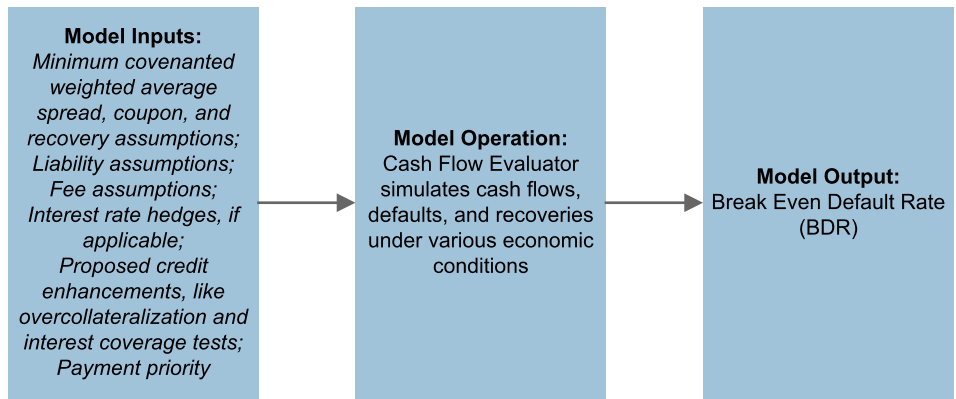 Model Inputs:
Minimum covenanted
weighted average
spread, coupon, and
recovery assumptions;
Liability assumptions;
Fee assumptions;
Interest rate hedges, if
applicable;
Proposed credit
enhancements, like
overcollateralization and
interest coverage tests;
Payment priority
Model Operation:
Cash Flow Evaluator
simulates cash flows,
defaults, and recoveries
under various economic
conditions
Model Output:
Break Even Default Rate
(BDR)